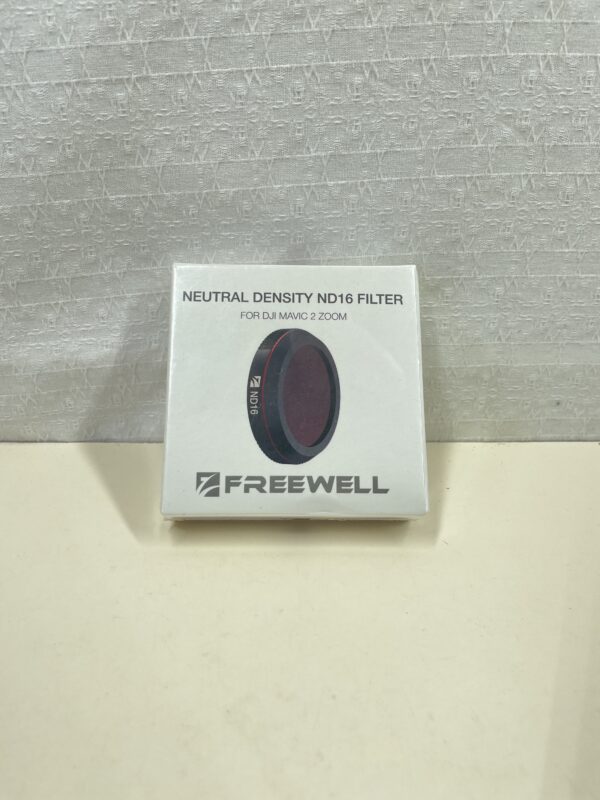 NEUTRAL DENSITY ND16 FILTER
FOR DJI MAVIC 2 ZOOM
ND16
FREEWELL